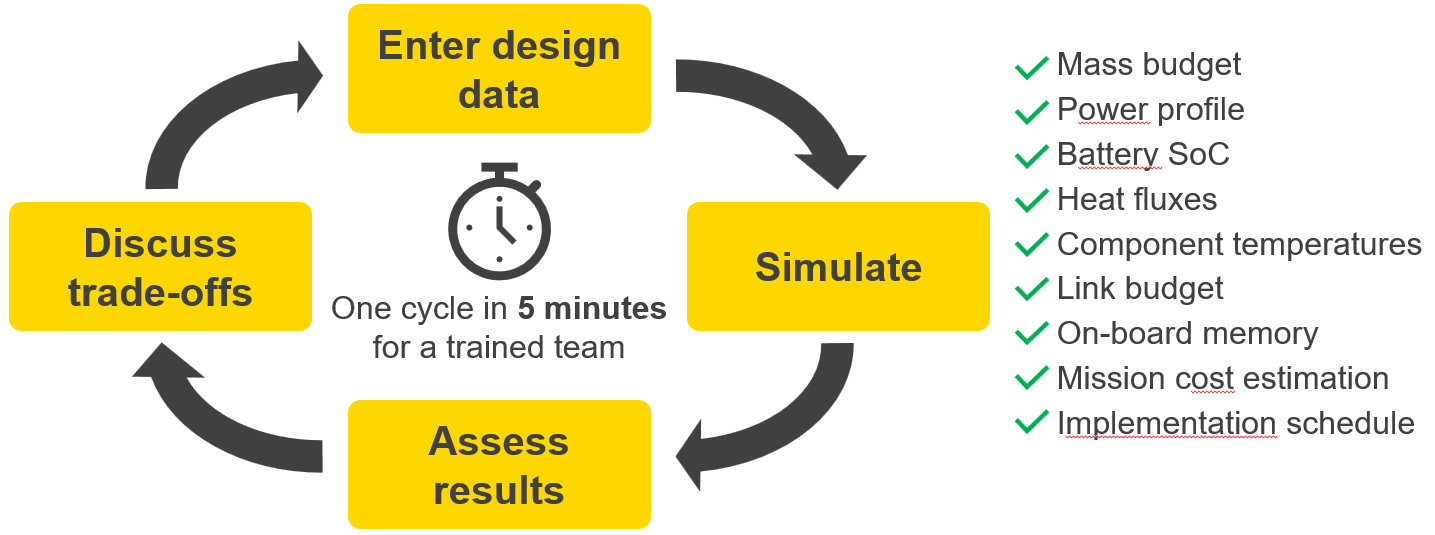 Enter design
data
Discuss
trade-offs
Simulate
One cycle in 5 minutes
for a trained team
Assess
results
Mass budget
Power profile
Battery SoC
Heat fluxes
Component temperatures
Link budget
On-board memory
Mission cost estimation
Implementation schedule